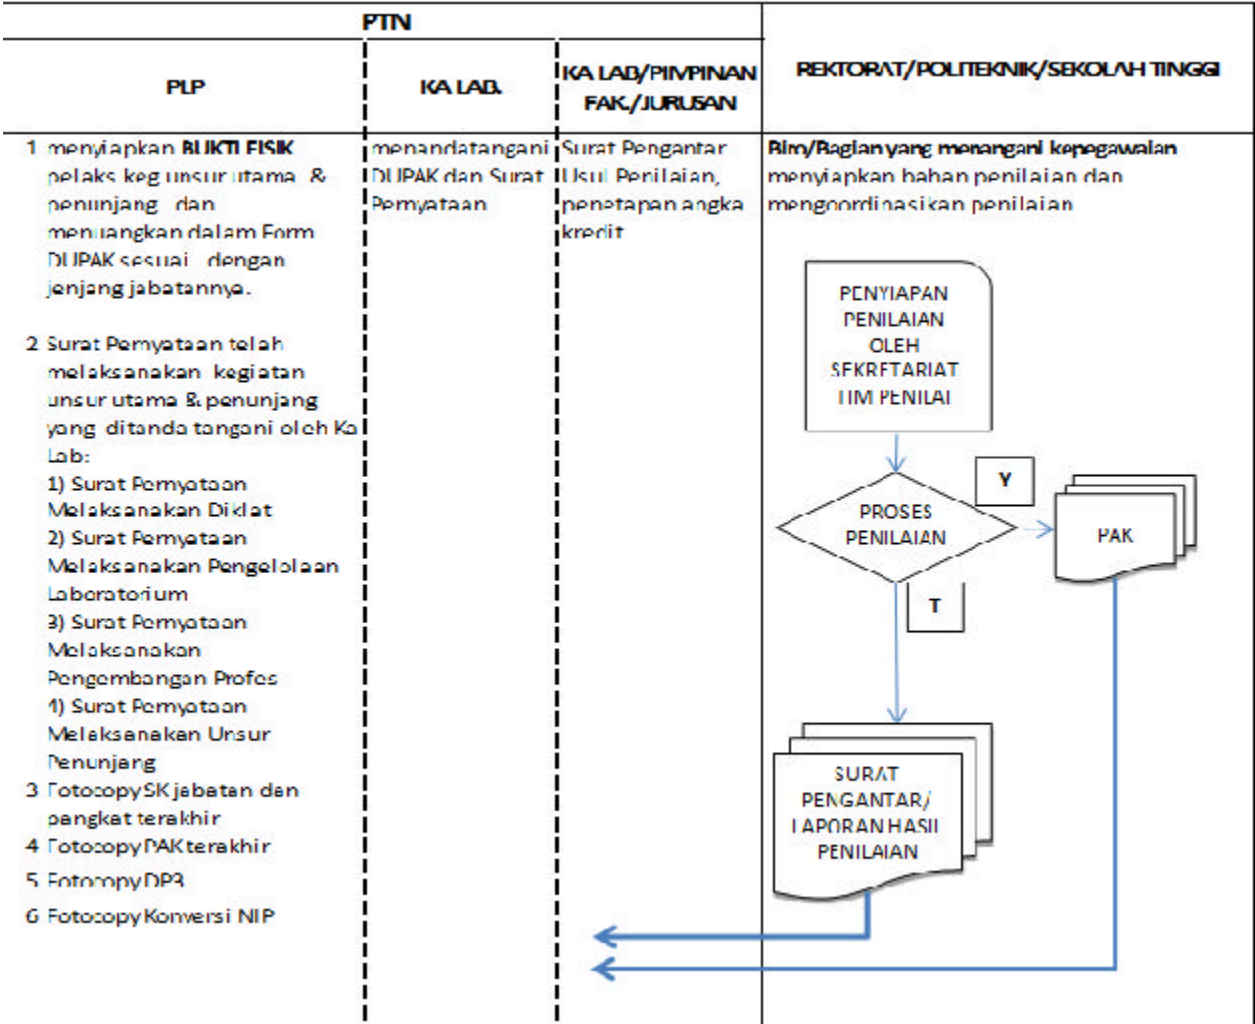 PTN
PLP
KA LAB.
KA LAB/PIMPINAN
FAK./JURUSAN
REKTORAT/POLITEKNIK/SEKOLAH TINGGI
1 menyiapkan BUKTI FISIK
pelaks keg unsur utama &
penunjang dan
menuangkan dalam Form
DUPAK sesuai dengan
jenjang jabatannya.
2 Surat Pernyataan telah
melaksanakan kegiatan
unsur utama & penunjang
yang ditanda tangani oleh Ka
Lab:
1) Surat Pernyataan
Melaksanakan Diklat
2) Surat Pernyataan
Melaksanakan Pengelolaan
Laboratorium
3) Surat Pernyataan
Melaksanakan
Pengembangan Profes
4) Surat Pernyataan
Melaksanakan Unsur
Penunjang
3 Fotocopy SK jabatan dan
pangkat terakhir
4 Fotocopy PAK terakhir
5 Fotocopy DP3
6 Fotocopy Konversi NIP
menandatangani
DUPAK dan Surat
Pernyataan
Surat Pengantar
Usul Penilaian,
penetapan angka
kredit
Biro/Bagian yang menangani kepegawaian
menyiapkan bahan penilaian dan
mengoordinasikan penilaian
PENYIAPAN
PENILAIAN
OLEH
SEKRETARIAT
TIM PENILAI
PROSES
PENILAIAN
Y
PAK
T
SURAT
PENGANTAR/
LAPORAN HASIL
PENILAIAN